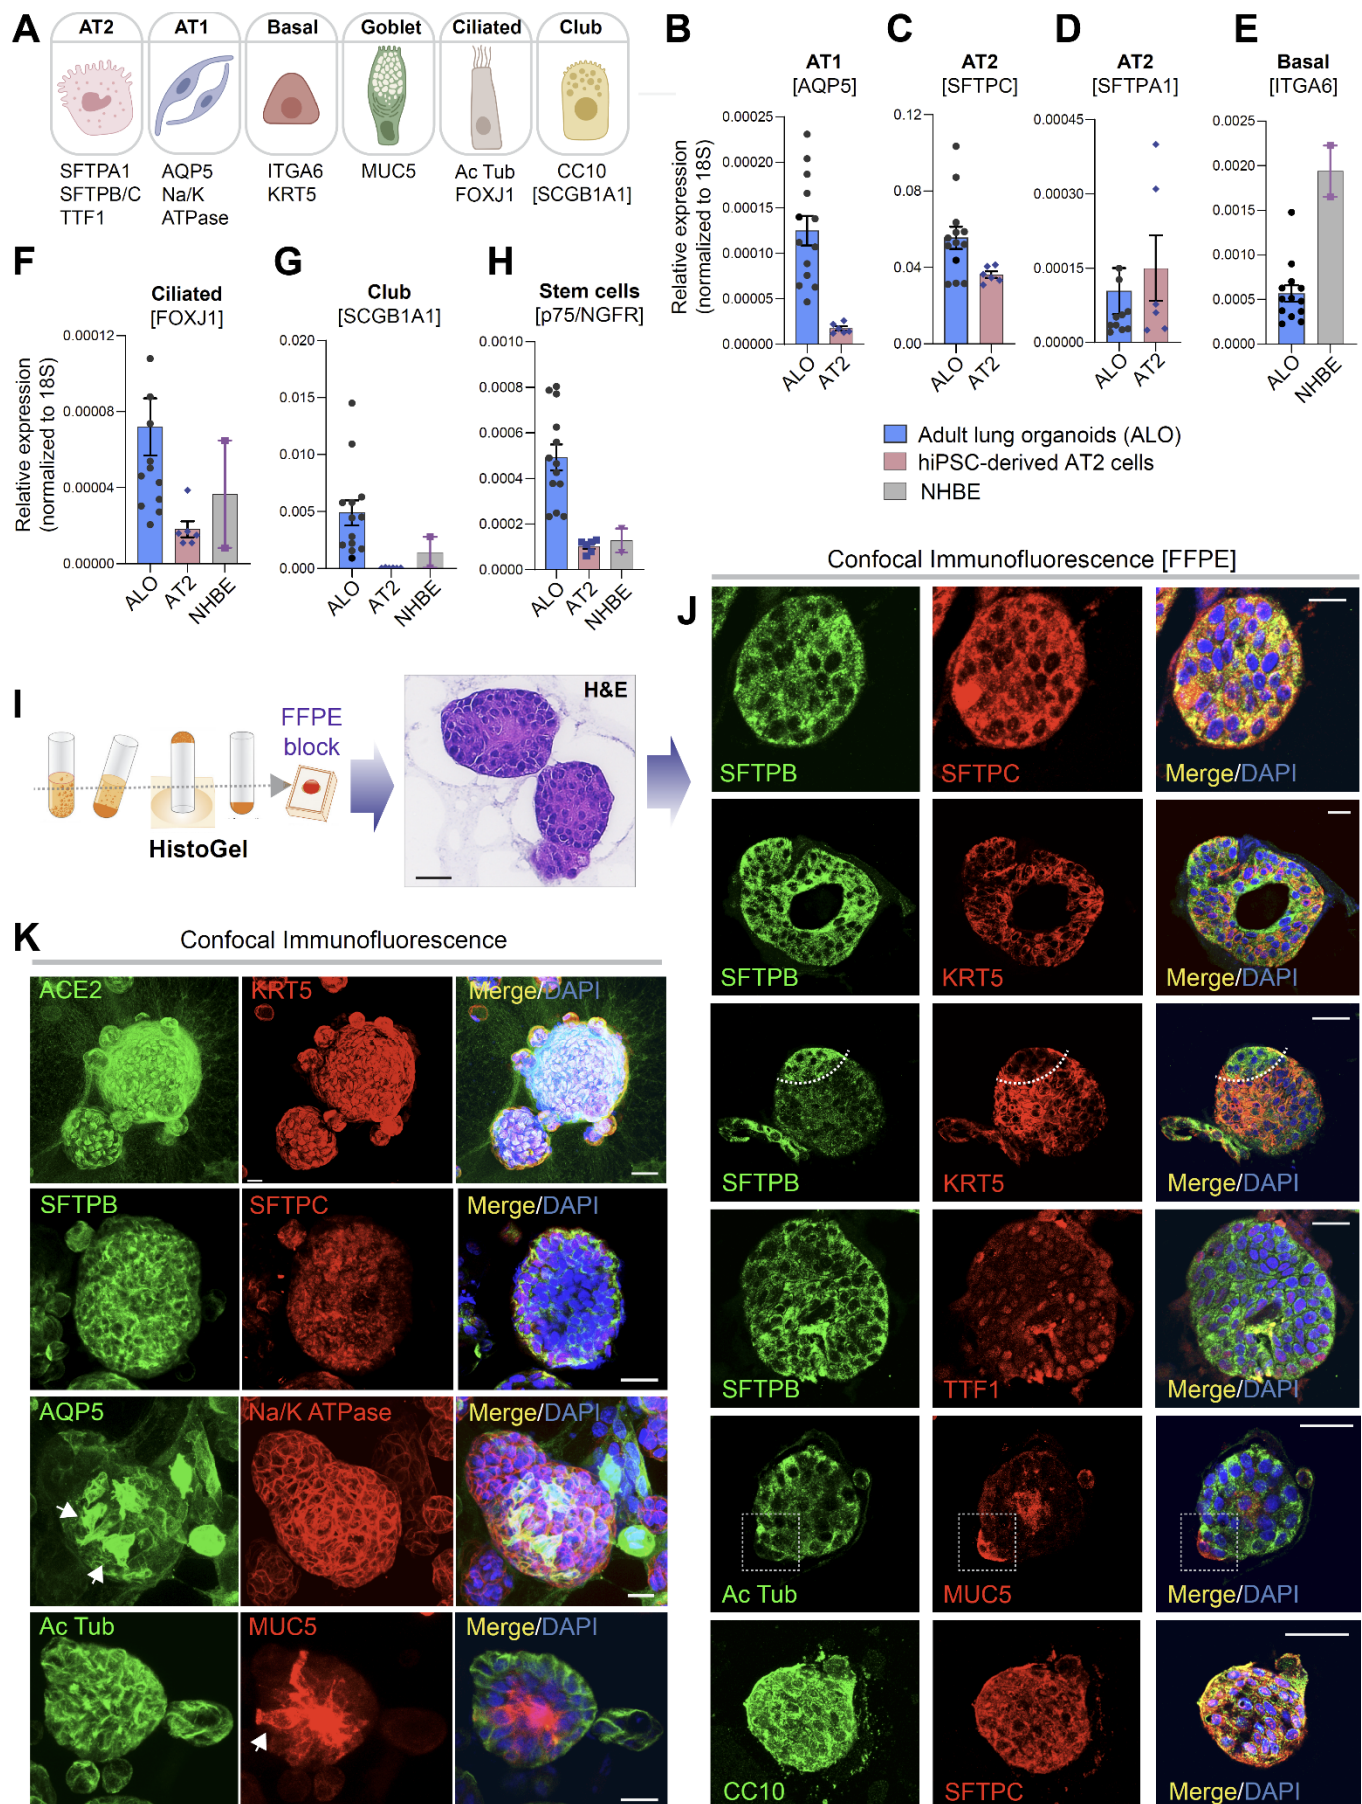 A
AT2
AT1
Basal
Goblet
Ciliated
Club
SFTPA1
SFTPB/C
TTF1
AQP5
Na/K
ATPase
ITGA6
KRT5
MUC5
Ac Tub
FOXJ1
CC10
[SCGB1A1]
B
AT1
[AQP5]
Relative expression
(normalized to 18S)
0.00025
0.00020
0.00015
0.00010
0.00005
0.00000
ALO
AT2
C
AT2
[SFTPC]
0.12
0.08
0.04
0.00
ALO
AT2
D
AT2
[SFTPA1]
0.00045
0.00030
0.00015
0.00000
ALO
AT2
E
Basal
[ITGA6]
0.0025
0.0020
0.0015
0.0010
0.0005
0.0000
ALO
NHBE
F
Ciliated
[FOXJ1]
Relative expression
(normalized to 18S)
0.00012
0.00008
0.00004
0.00000
ALO
AT2
NHBE
G
Club
[SCGB1A1]
0.020
0.015
0.010
0.005
0.000
ALO
AT2
NHBE
H
Stem cells
[p75/NGFR]
0.0010
0.0008
0.0006
0.0004
0.0002
0.0000
ALO
AT2
NHBE
Adult lung organoids (ALO)
hiPSC-derived AT2 cells
NHBE
I
HistoGel
FFPE
block
H&E
J
Confocal Immunofluorescence [FFPE]
SFTPB
SFTPC
Merge/DAPI
SFTPB
KRT5
Merge/DAPI
SFTPB
KRT5
Merge/DAPI
SFTPB
TTF1
Merge/DAPI
Ac Tub
MUC5
Merge/DAPI
CC10
SFTPC
Merge/DAPI
K
Confocal Immunofluorescence
ACE2
KRT5
Merge/DAPI
SFTPB
SFTPC
Merge/DAPI
AQP5
Na/K ATPase
Merge/DAPI
Ac Tub
MUC5
Merge/DAPI